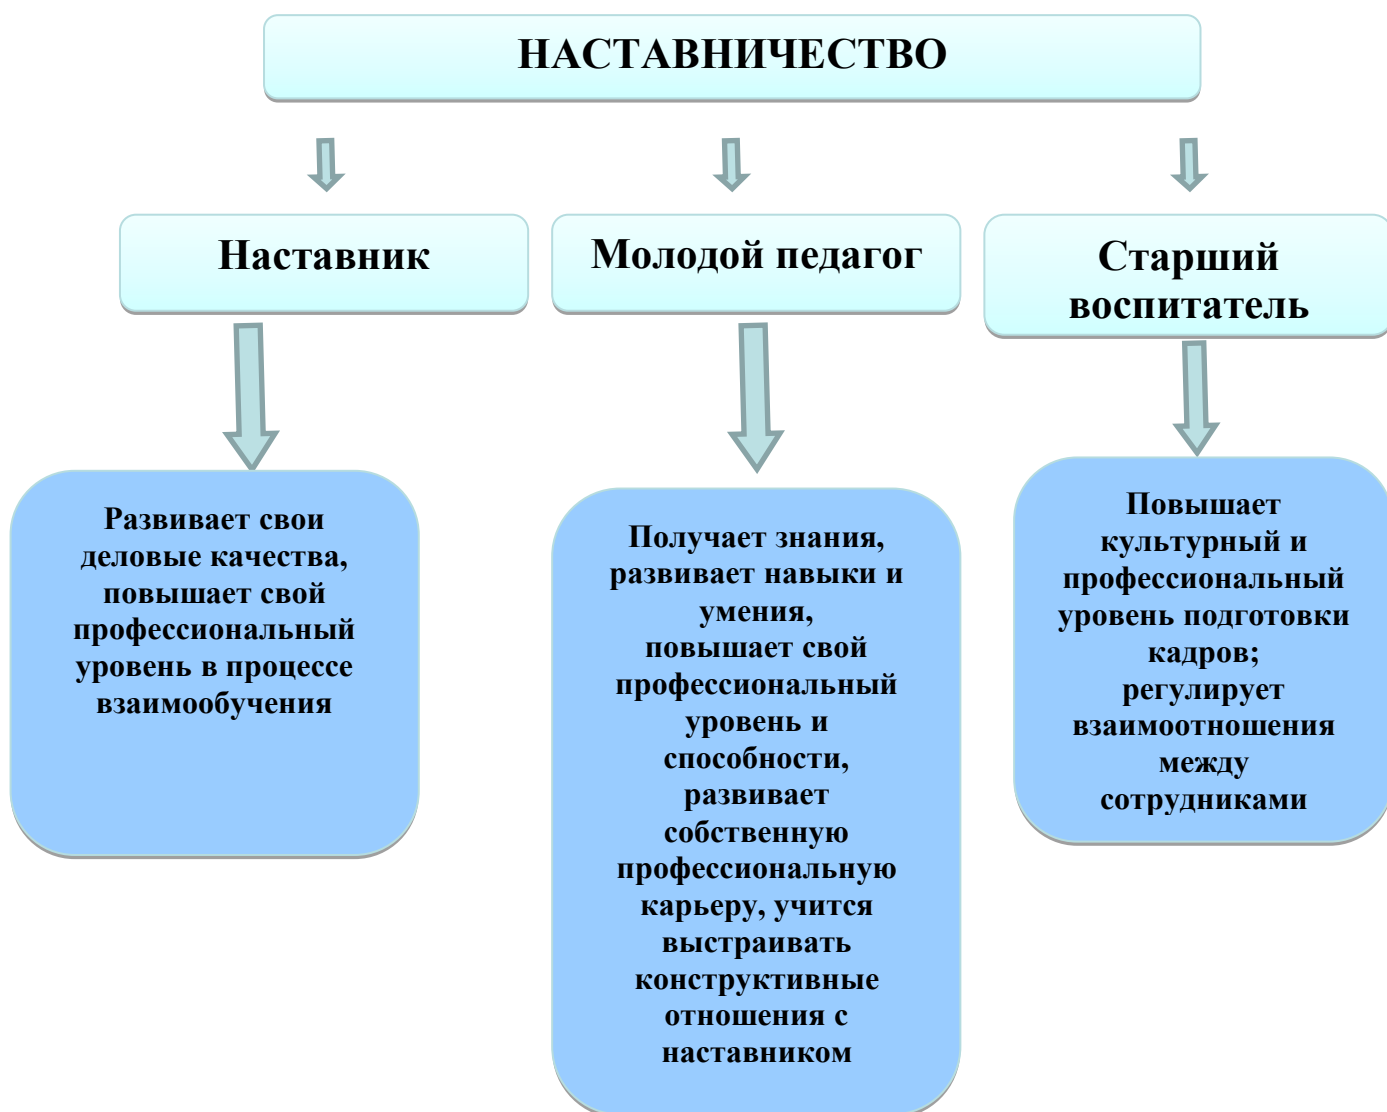 НАСТАВНИЧЕСТВО
Наставник
Молодой педагог
Старший
воспитатель
Развивает свои
деловые качества,
повышает свой
профессиональный
уровень в процессе
взаимообучения
Получает знания,
развивает навыки и
умения,
повышает свой
профессиональный
уровень и
способности,
развивает
собственную
профессиональную
карьеру, учится
выстраивать
конструктивные
отношения с
наставником
Повышает
культурный и
профессиональный
уровень подготовки
кадров;
регулирует
взаимоотношения
между
сотрудниками